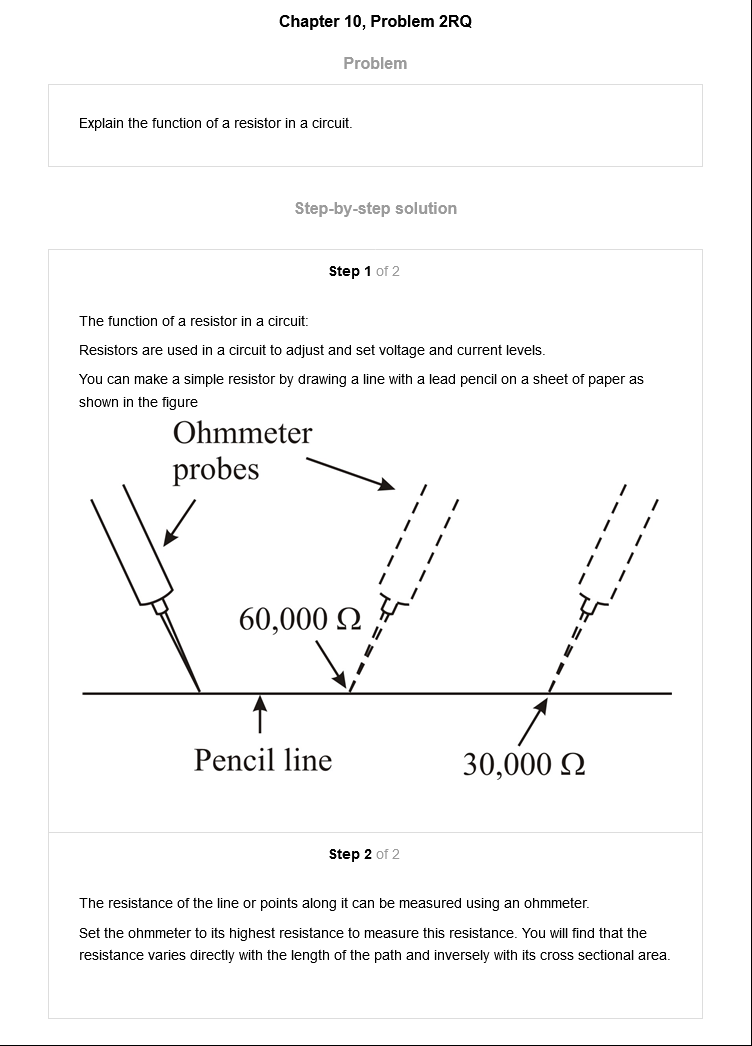 Chapter 10, Problem 2RQ
Problem
Explain the function of a resistor in a circuit.
Step-by-step solution
Step 1 of 2
The function of a resistor in a circuit:
Resistors are used in a circuit to adjust and set voltage and current levels.
You can make a simple resistor by drawing a line with a lead pencil on a sheet of paper as
shown in the figure
Ohmmeter
probes
60,000 Ω
Pencil line
30,000 Ω
Step 2 of 2
The resistance of the line or points along it can be measured using an ohmmeter.
Set the ohmmeter to its highest resistance to measure this resistance. You will find that the
resistance varies directly with the length of the path and inversely with its cross sectional area.